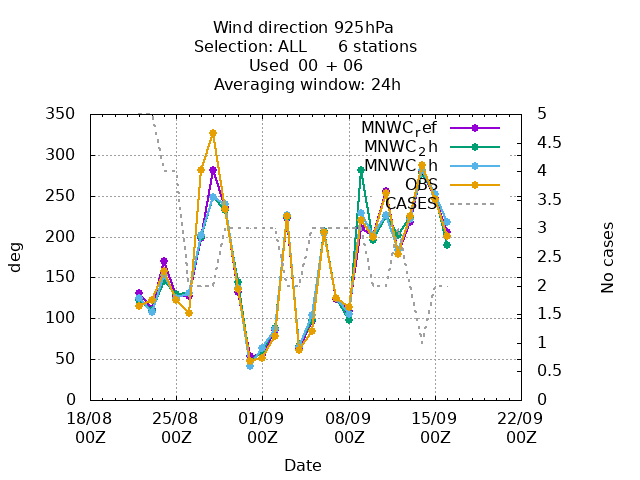 Wind direction 925hPa
Selection: ALL 6 stations
Used 00 + 06
Averaging window: 24h
350 5
MNWC_ref
4.5
MNWC_2h
300 4
MNWC_1h
OBS
250 3.5
CASES
200 3
2.5
150 2
100 1.5
1
50 0.5
0 0
deg
No cases
18/08 25/08 01/09 08/09 15/09 22/09
00Z 00Z 00Z 00Z 00Z 00Z
Date